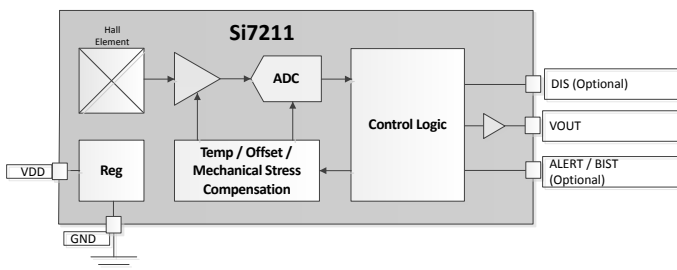 Hall
Element
Si7211
ADC
Control Logic
DIS (Optional)
VOUT
ALERT / BIST
(Optional)
Temp / Offset /
Mechanical Stress
Compensation
VDD
Reg
GND